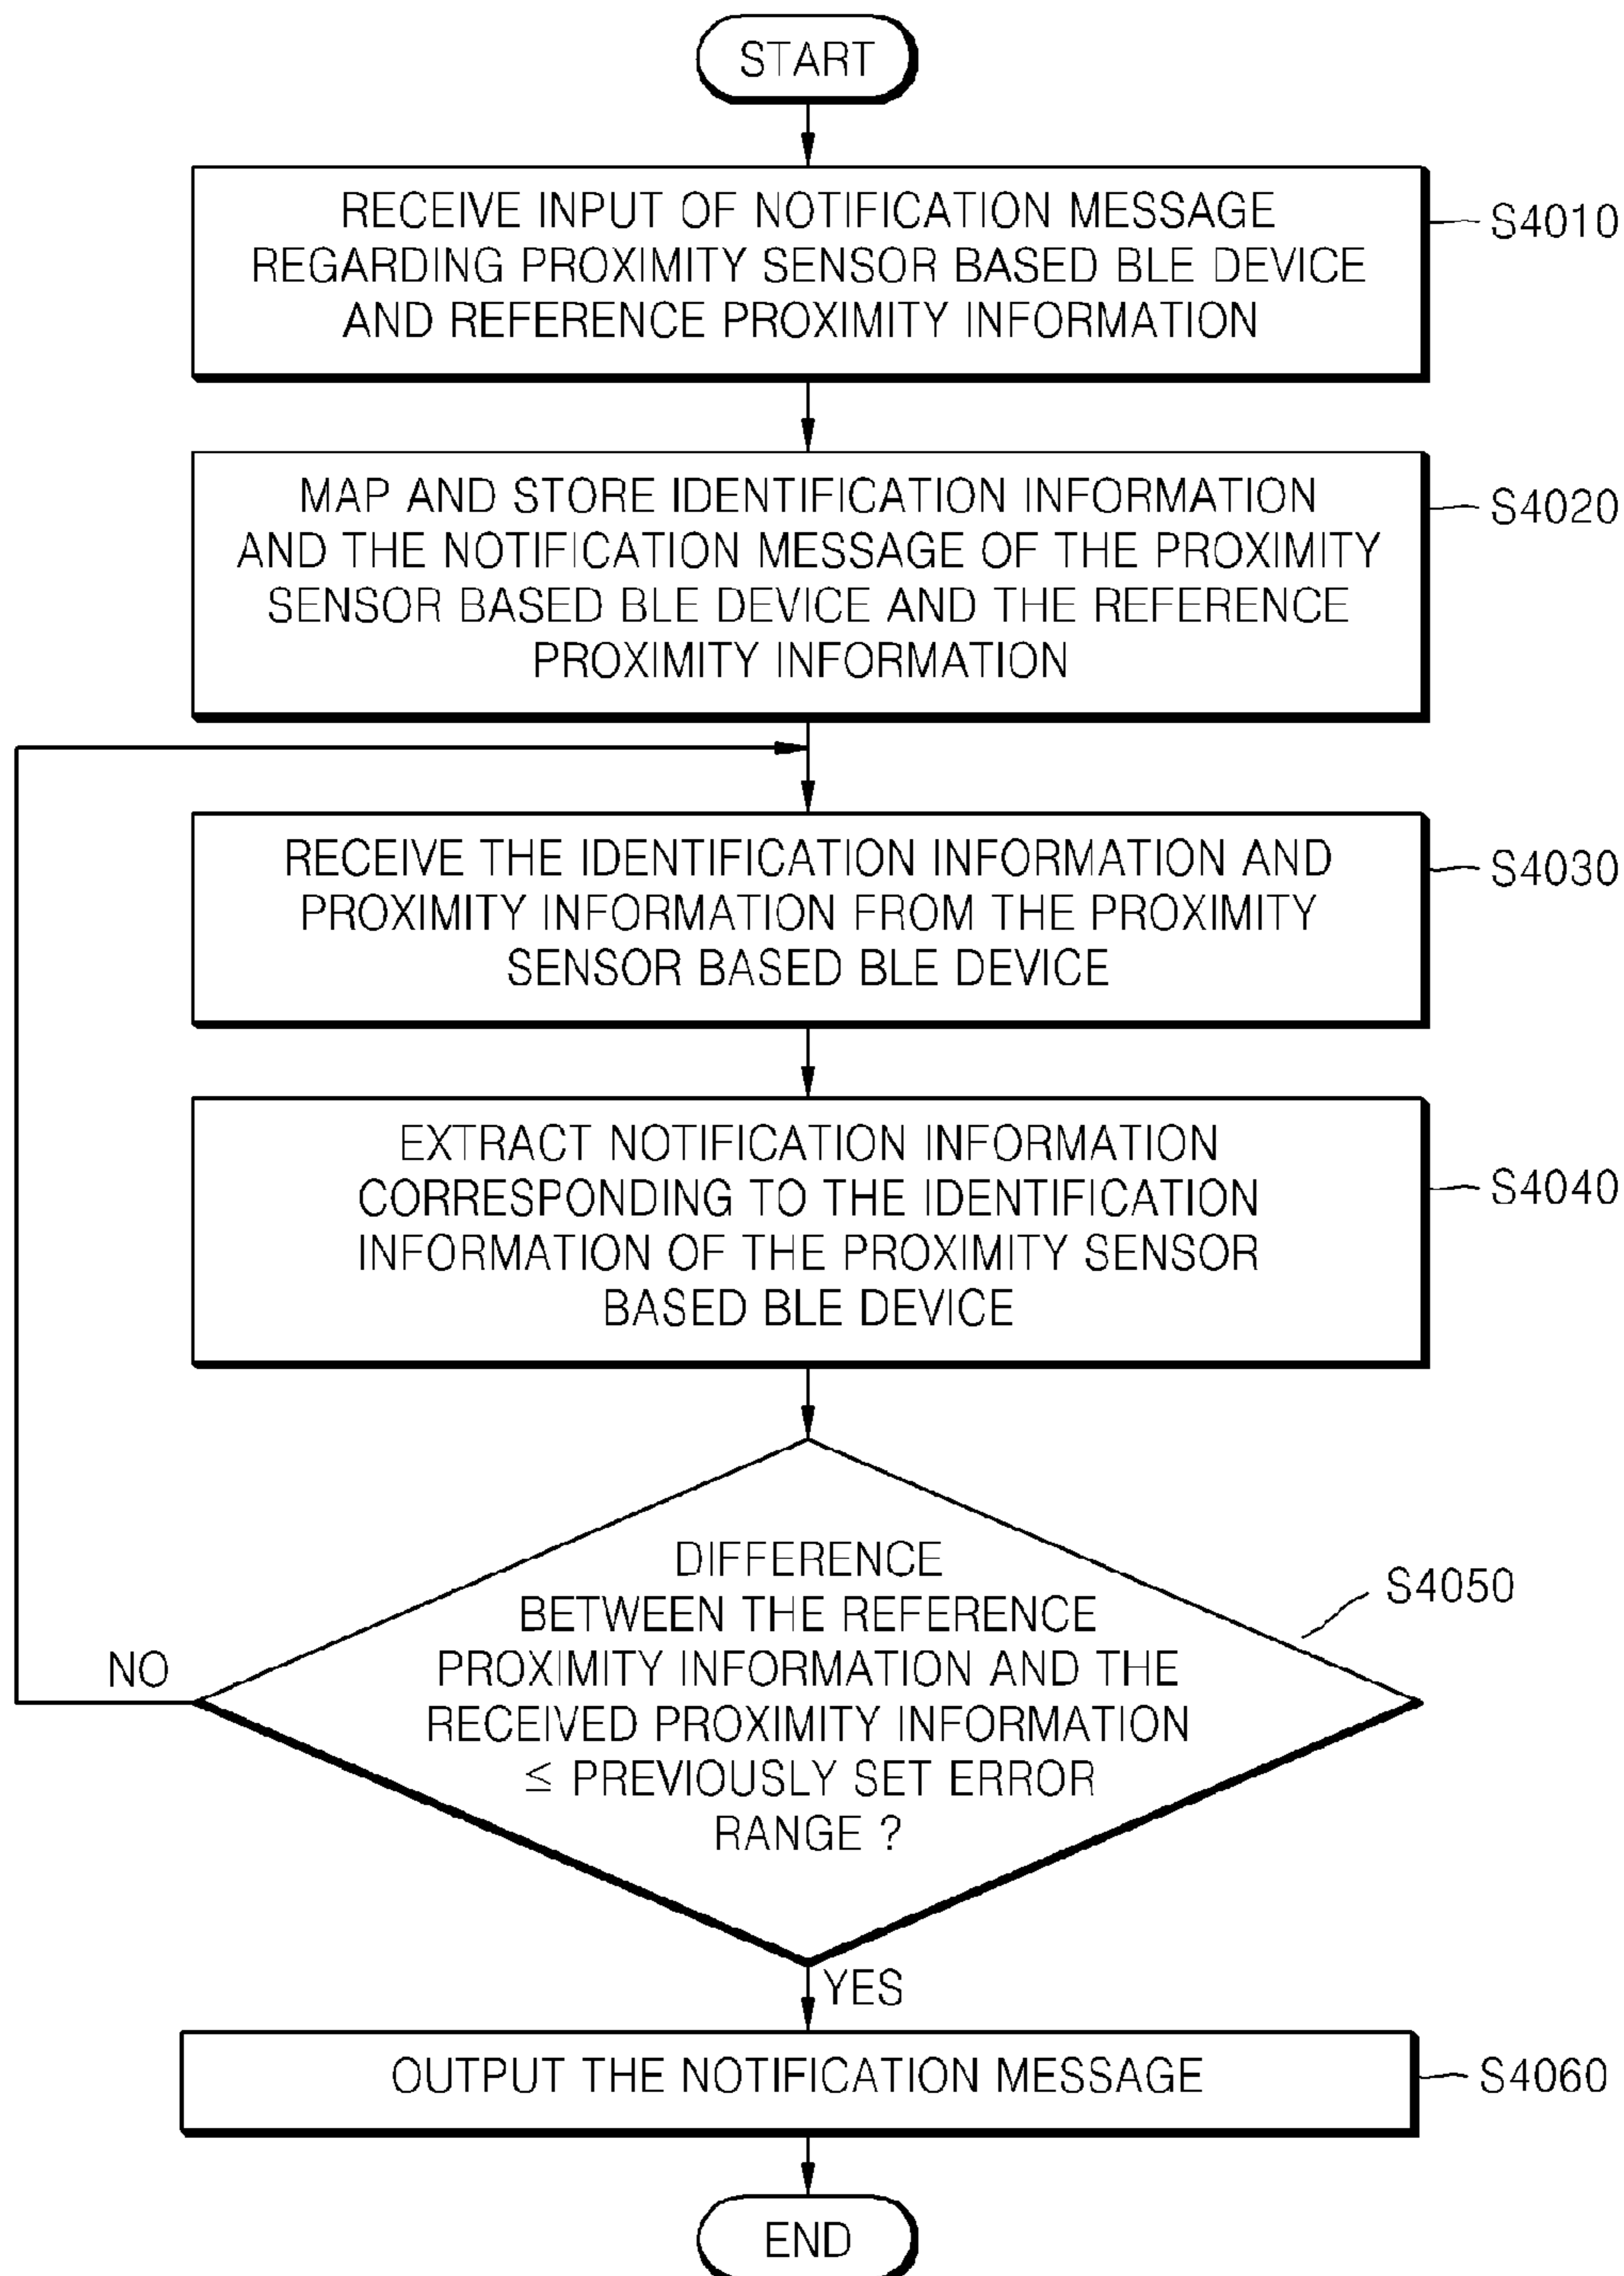 START
RECEIVE INPUT OF NOTIFICATION MESSAGE
REGARDING PROXIMITY SENSOR BASED BLE DEVICE
AND REFERENCE PROXIMITY INFORMATION
S4010
MAP AND STORE IDENTIFICATION INFORMATION
AND THE NOTIFICATION MESSAGE OF THE PROXIMITY
SENSOR BASED BLE DEVICE AND THE REFERENCE
PROXIMITY INFORMATION
S4020
RECEIVE THE IDENTIFICATION INFORMATION AND
PROXIMITY INFORMATION FROM THE PROXIMITY
SENSOR BASED BLE DEVICE
S4030
EXTRACT NOTIFICATION INFORMATION
CORRESPONDING TO THE IDENTIFICATION
INFORMATION OF THE PROXIMITY SENSOR
BASED BLE DEVICE
S4040
DIFFERENCE
BETWEEN THE REFERENCE
PROXIMITY INFORMATION AND THE
RECEIVED PROXIMITY INFORMATION
≤ PREVIOUSLY SET ERROR
RANGE ?
S4050
NO
YES
OUTPUT THE NOTIFICATION MESSAGE
S4060
END